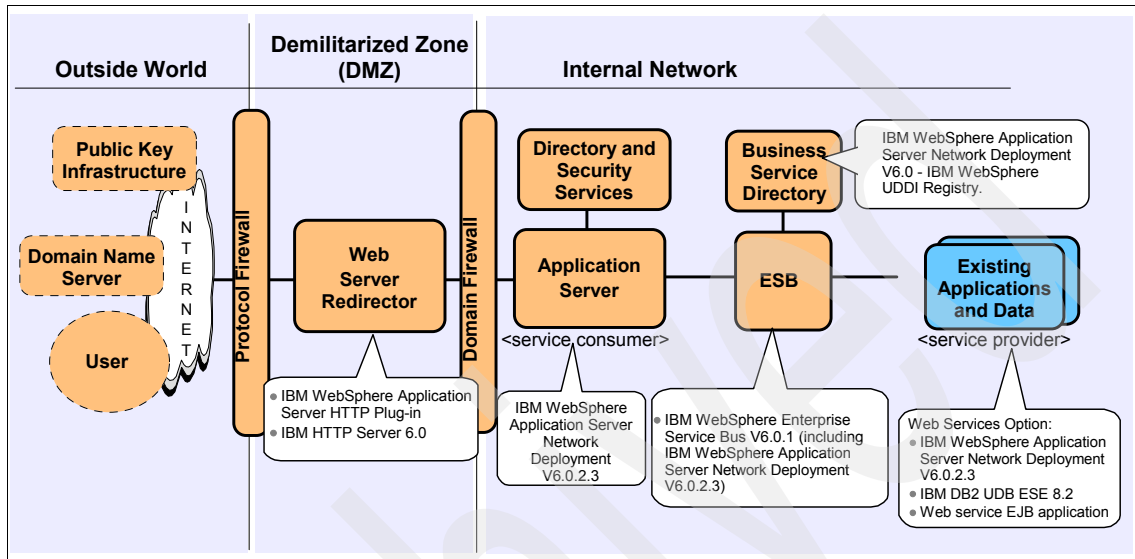 Demilitarized Zone
(DMZ)
Outside World
Internal Network
Public Key
Infrastructure
Domain Name
Server
User
INTERNET
Protocol Firewall
Web
Server
Redirector
Domain Firewall
Directory and
Security
Services
Application
Server
<service consumer>
Business
Service
Directory
ESB
Existing
Applications
and Data
<service provider>
IBM WebSphere Application
Server Network Deployment
V6.0 - IBM WebSphere
UDDI Registry.
IBM WebSphere Application
Server HTTP Plug-in
IBM HTTP Server 6.0
IBM WebSphere
Application Server
Network
Deployment
V6.0.2.3
IBM WebSphere Enterprise
Service Bus V6.0.1 (including
IBM WebSphere Application
Server Network Deployment
V6.0.2.3)
Web Services Option:
IBM WebSphere Application
Server Network Deployment
V6.0.2.3
IBM DB2 UDB ESE 8.2
Web service EJB application